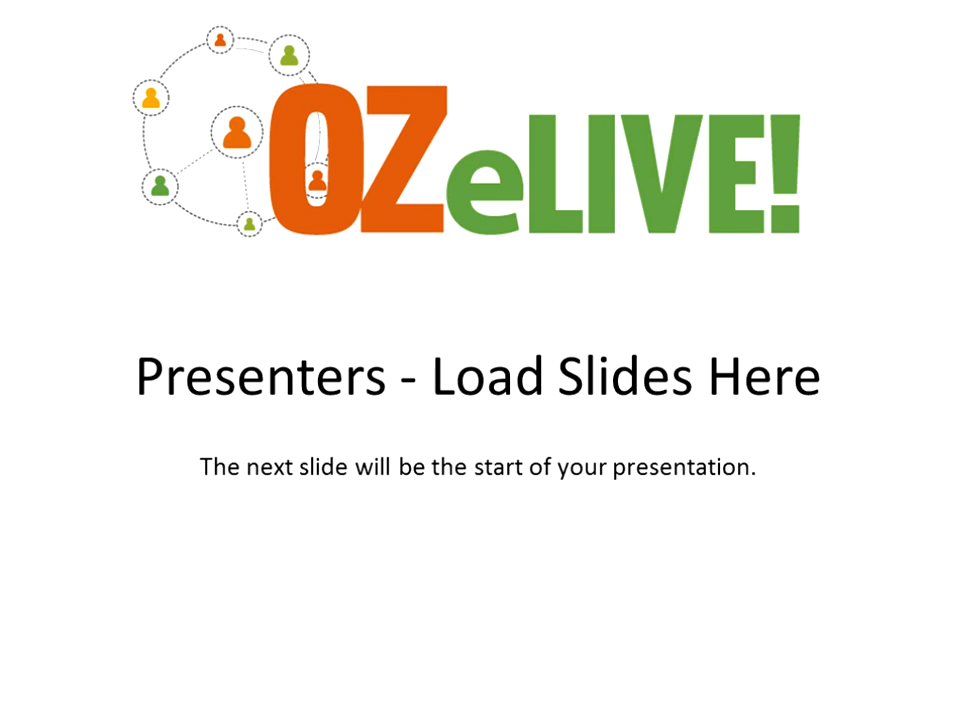 OZeLIVE!
Presenters - Load Slides Here
The next slide will be the start of your presentation.